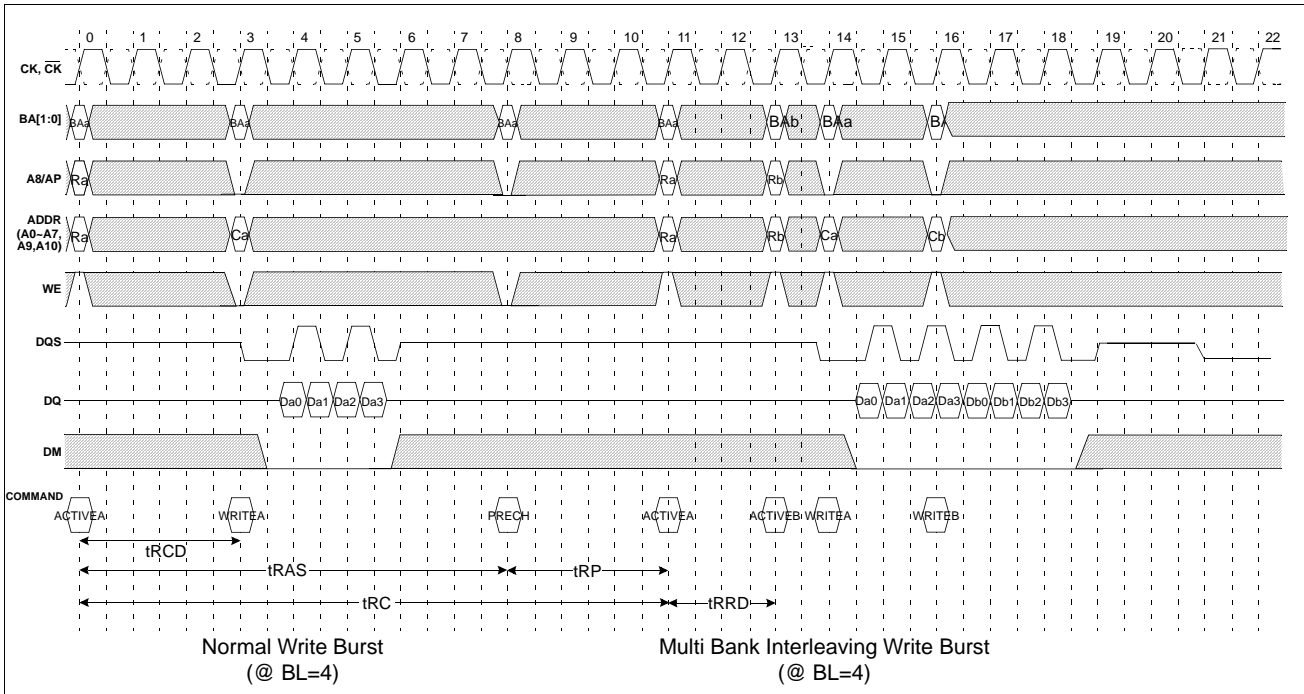 0 1 2 3 4 5 6 7 8 9 10 11 12 13 14 15 16 17 18 19 20 21 22
CK, CK
BA[1:0] BAa BAa BAa BAa BAb BAa BA
A8/AP Ra Ra Rb
ADDR
(A0~A7,
A9,A10)
Ra Ca Ra Rb Ca Cb
WE
DQS
DQ Da0 Da1 Da2 Da3 Da0 Da1 Da2 Da3 Db0 Db1 Db2 Db3
DM
COMMAND
ACTIVEA WRITEA PRECH ACTIVEA ACTIVEB WRITEA WRITEB
tRCD
tRAS tRP
tRC tRRD
Normal Write Burst Multi Bank Interleaving Write Burst
(@ BL=4) (@ BL=4)